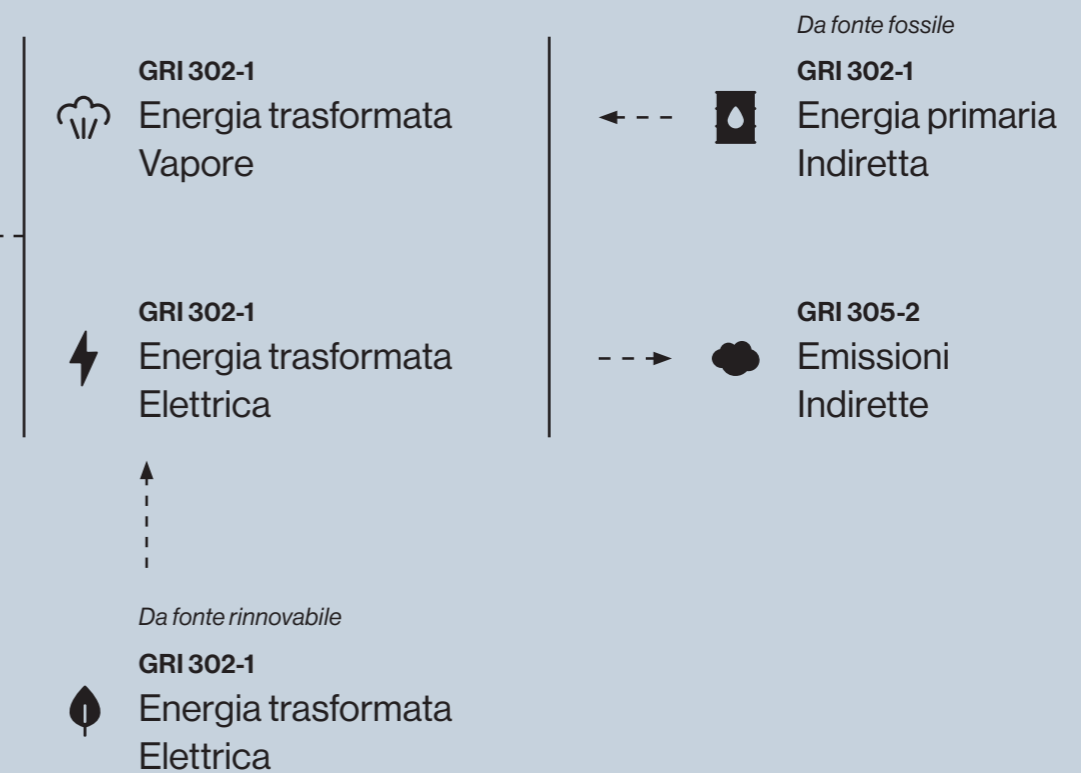 GRI 302-1
Energia trasformata
Vapore
GRI 302-1
Energia trasformata
Elettrica
Da fonte rinnovabile
GRI 302-1
Energia trasformata
Elettrica
Da fonte fossile
GRI 302-1
Energia primaria
Indiretta
GRI 305-2
Emissioni
Indirette